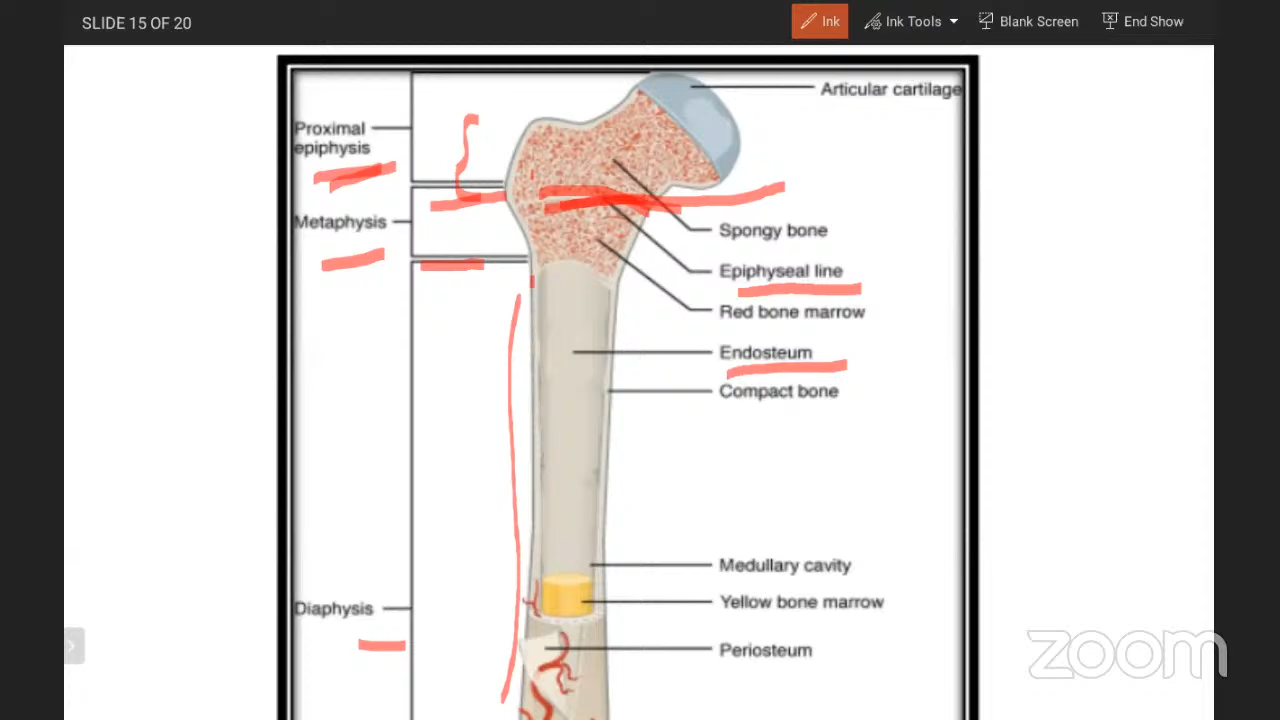 SLIDE 15 OF 20
Ink
Ink Tools
Blank Screen
End Show
Articular cartilage
Proximal
epiphysis
Metaphysis
Spongy bone
Epiphyseal line
Red bone marrow
Endosteum
Compact bone
Medullary cavity
Yellow bone marrow
Diaphysis
Periosteum
zoom